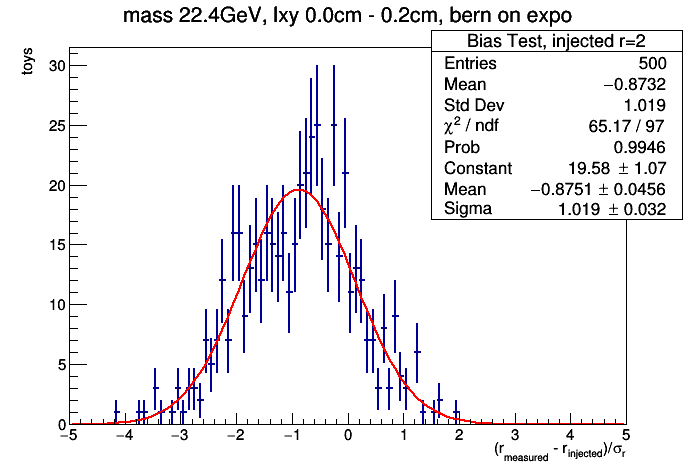 mass 22.4GeV, lxy 0.0cm - 0.2cm, bern on expo
Bias Test, injected r=2
Entries 500
Mean −0.8732
Std Dev 1.019
χ² / ndf 65.17 / 97
Prob 0.9946
Constant 19.58 ± 1.07
Mean −0.8751 ± 0.0456
Sigma 1.019 ± 0.032
toys
30
25
20
15
10
5
0
−5 −4 −3 −2 −1 0 1 2 3 4 5
(r_measured - r_injected)/σ_r